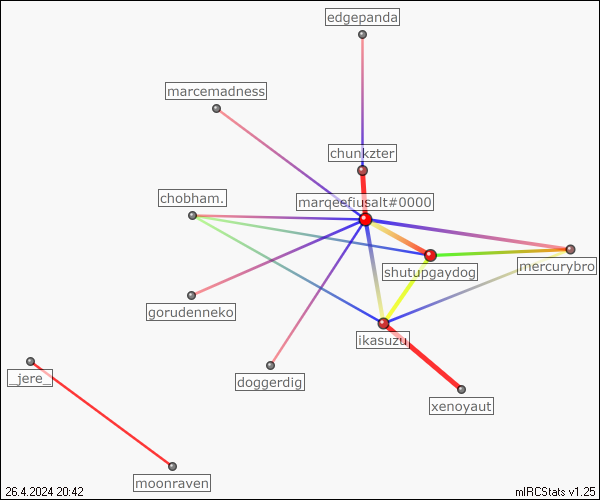 edgepanda
marcemadness
chunkzter
chobham.
marqeefiusalt#0000
shutupgaydog
mercurybro
gorudenneko
ikasuzu
_jere_
doggerdig
xenoyaut
moonraven
26.4.2024 20:42
mIRCStats v1.25